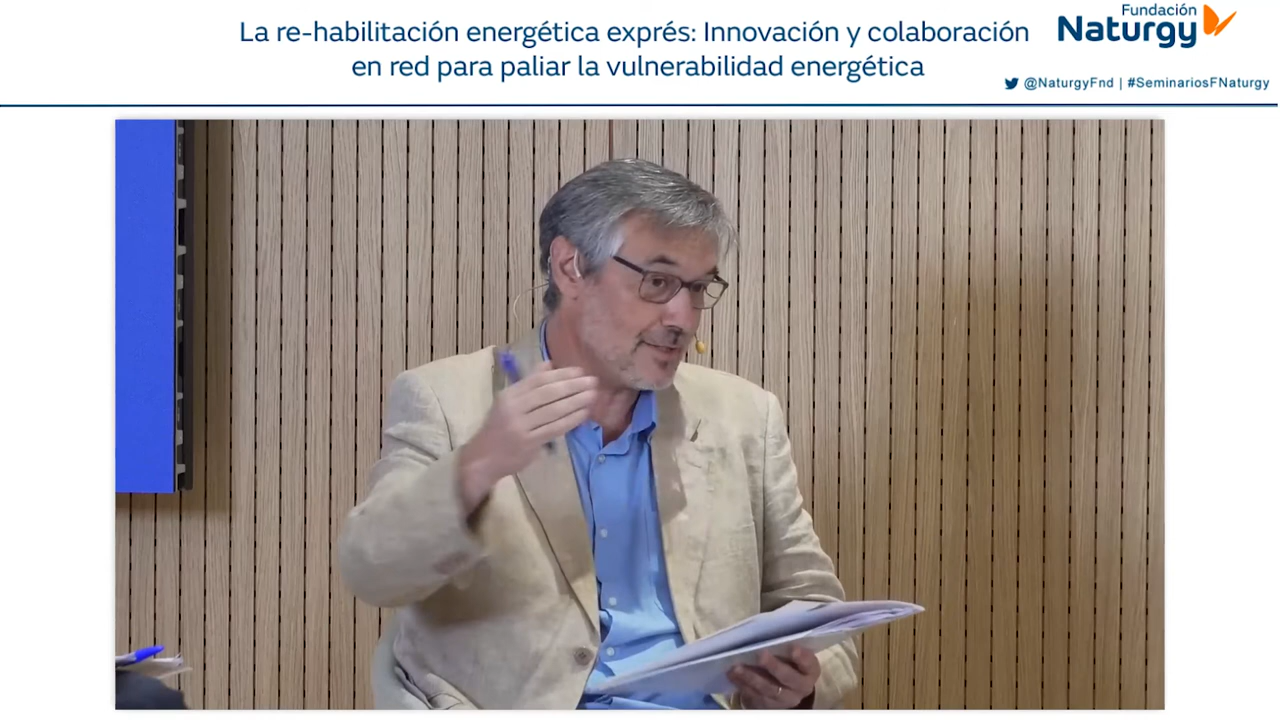 La re-habilitación energética exprés: Innovación y colaboración
en red para paliar la vulnerabilidad energética
Fundación
Naturgy
@NaturgyFnd | #SeminariosFNaturgy